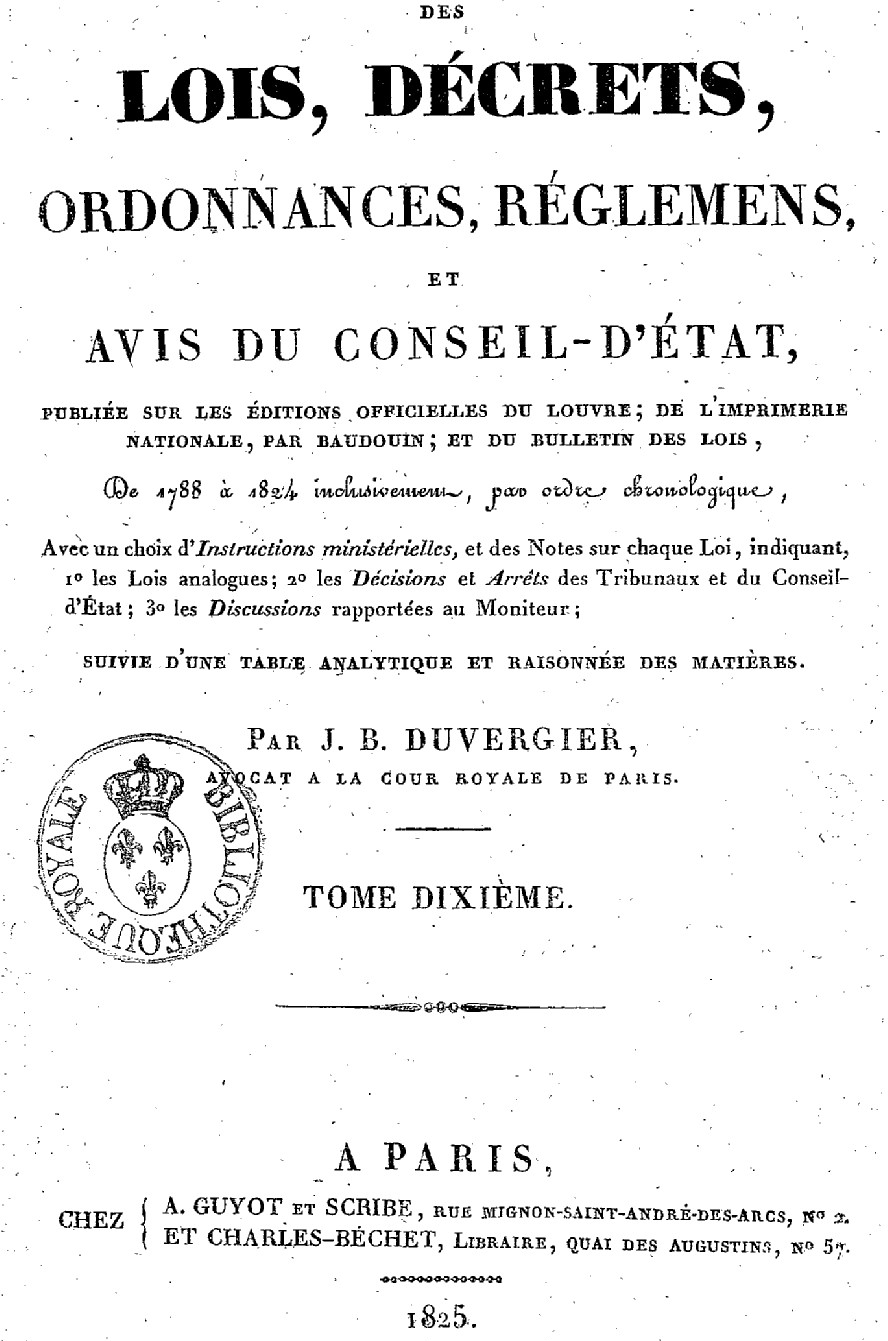 DES
LOIS, DÉCRETS,
ORDONNANCES, RÉGLEMENS,
ET
AVIS DU CONSEIL-D'ÉTAT,
PUBLIÉE SUR LES ÉDITIONS OFFICIELLES DU LOUVRE; DE L'IMPRIMERIE
NATIONALE, PAR BAUDOUIN; ET DU BULLETIN DES LOIS,
De 1788 à 1824 inclusivement, par ordre chronologique,
Avec un choix d'Instructions ministérielles, et des Notes sur chaque Loi, indiquant,
1º les Lois analogues; 2º les Décisions et Arrêts des Tribunaux et du Conseil-
d'État; 3º les Discussions rapportées au Moniteur;
SUIVIE D'UNE TABLE ANALYTIQUE ET RAISONNÉE DES MATIÈRES.
PAR J. B. DUVERGIER,
AVOCAT A LA COUR ROYALE DE PARIS.
BIBLIOTHEQUE ROYALE
TOME DIXIÈME.
A PARIS,
CHEZ { A. GUYOT ET SCRIBE, RUE MIGNON-SAINT-ANDRÉ-DES-ARCS, Nº 2.
ET CHARLES-BÉCHET, LIBRAIRE, QUAI DES AUGUSTINS, Nº 57.
1825.